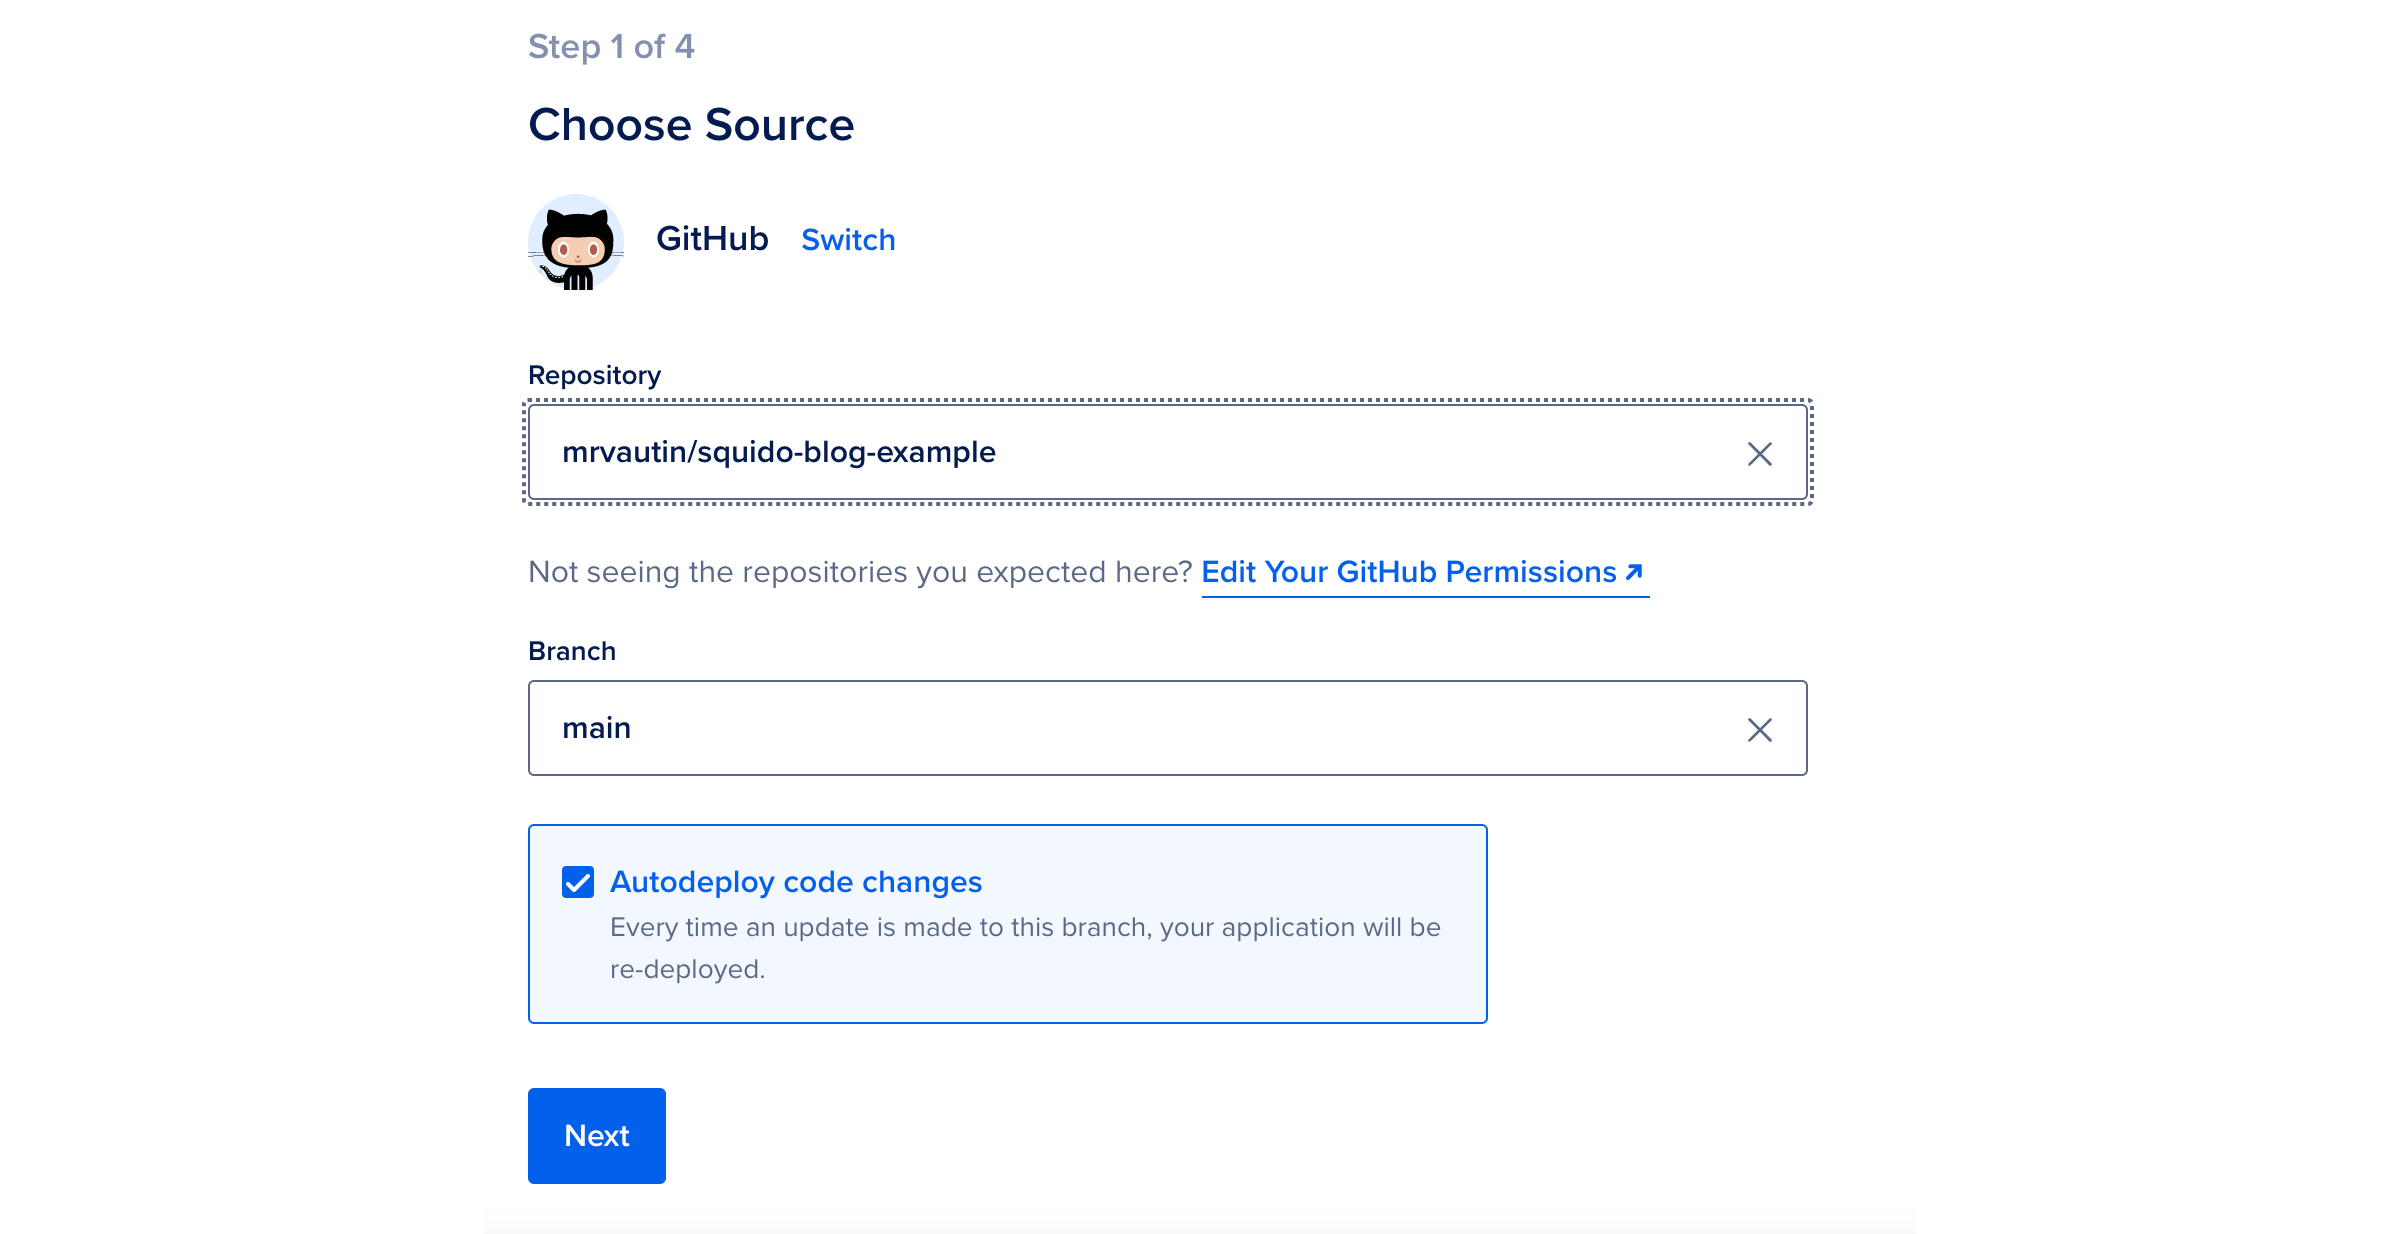 Step 1 of 4
Choose Source
GitHub Switch
Repository
mrvautin/squido-blog-example
Not seeing the repositories you expected here? Edit Your GitHub Permissions
Branch
main
Autodeploy code changes
Every time an update is made to this branch, your application will be
re-deployed.
Next